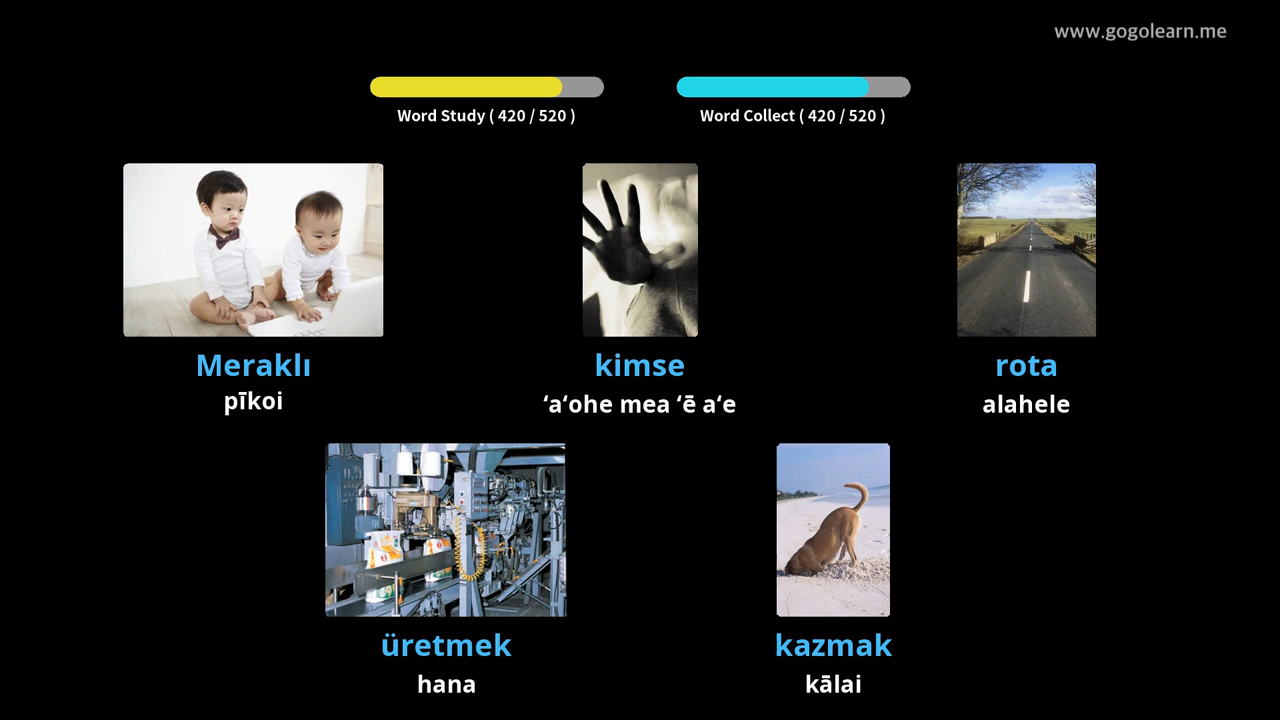 www.gogolearn.me
Word Study ( 420 / 520 )
Word Collect ( 420 / 520 )
Meraklı
pīkoi
kimse
ʻaʻohe mea ʻē aʻe
rota
alahele
üretmek
hana
kazmak
kālai